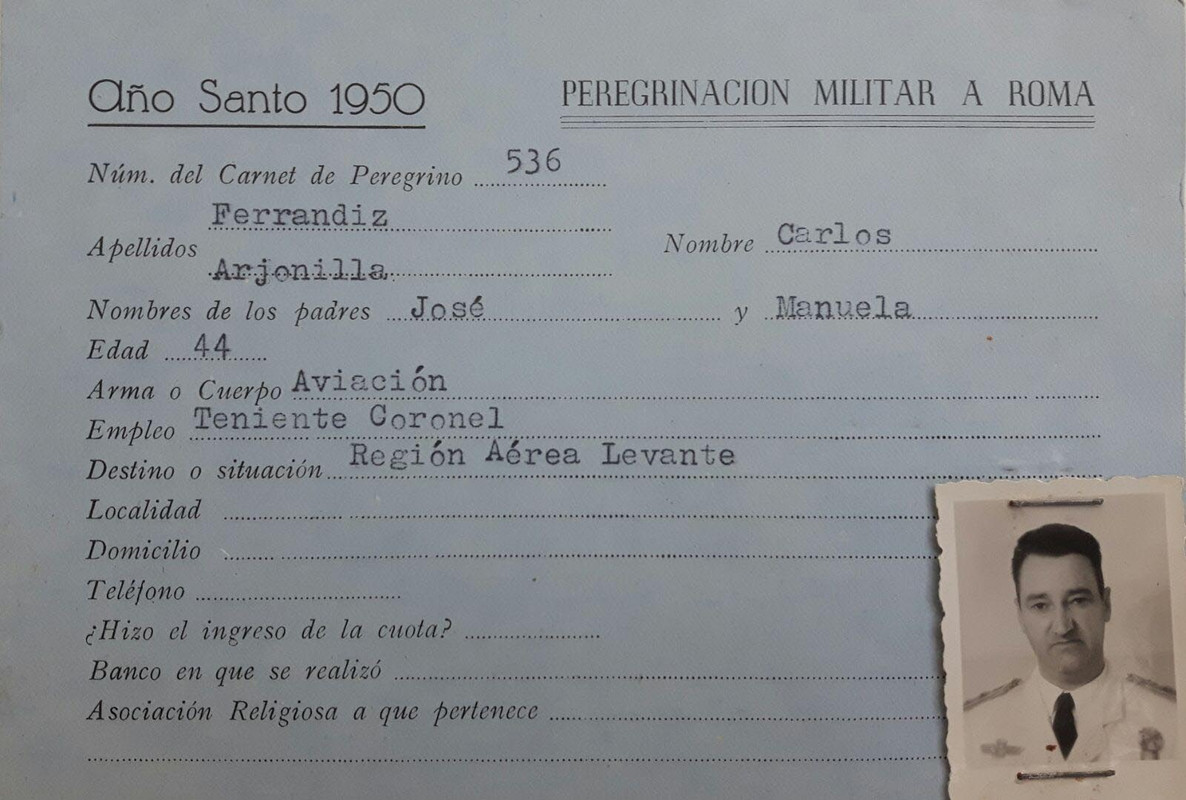 Año Santo 1950
PEREGRINACION MILITAR A ROMA
Núm. del Carnet de Peregrino 536
Ferrandiz
Apellidos
Arjonilla
Nombre Carlos
Nombres de los padres José y Manuela
Edad 44
Arma o Cuerpo Aviación
Empleo Teniente Coronel
Destino o situación Región Aérea Levante
Localidad
Domicilio
Teléfono
¿Hizo el ingreso de la cuota?
Banco en que se realizó
Asociación Religiosa a que pertenece